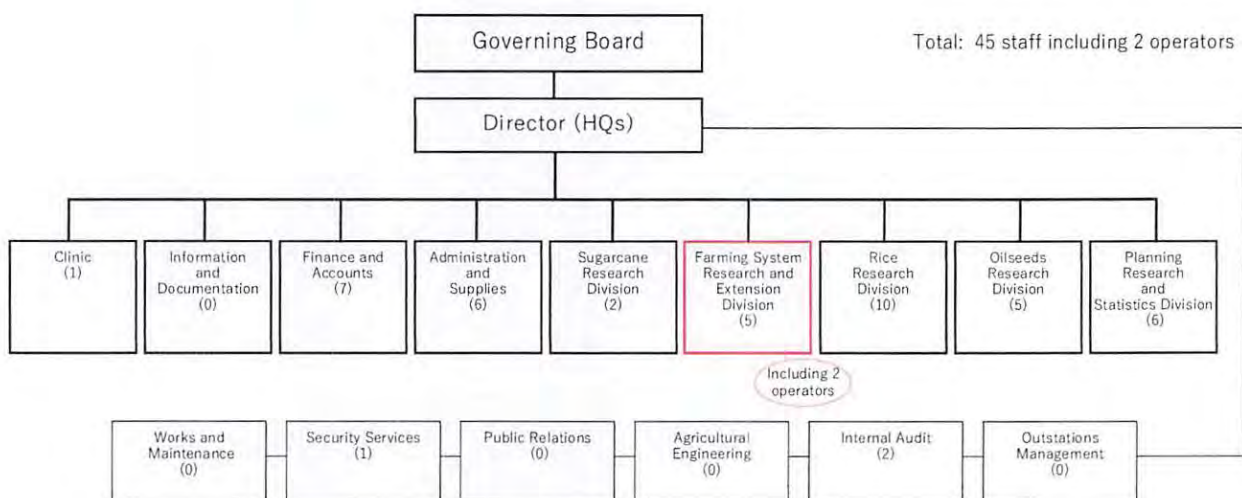 Governing Board
Total: 45 staff including 2 operators
Director (HQs)
Clinic
(1)
Information
and
Documentation
(0)
Finance and
Accounts
(7)
Administration
and
Supplies
(6)
Sugarcane
Research
Division
(2)
Farming System
Research and
Extension
Division
(5)
Rice
Research
Division
(10)
Oilseeds
Research
Division
(5)
Planning
Research
and
Statistics Division
(6)
Including 2
operators
Works and
Maintenance
(0)
Security Services
(1)
Public Relations
(0)
Agricultural
Engineering
(0)
Internal Audit
(2)
Outstations
Management
(0)